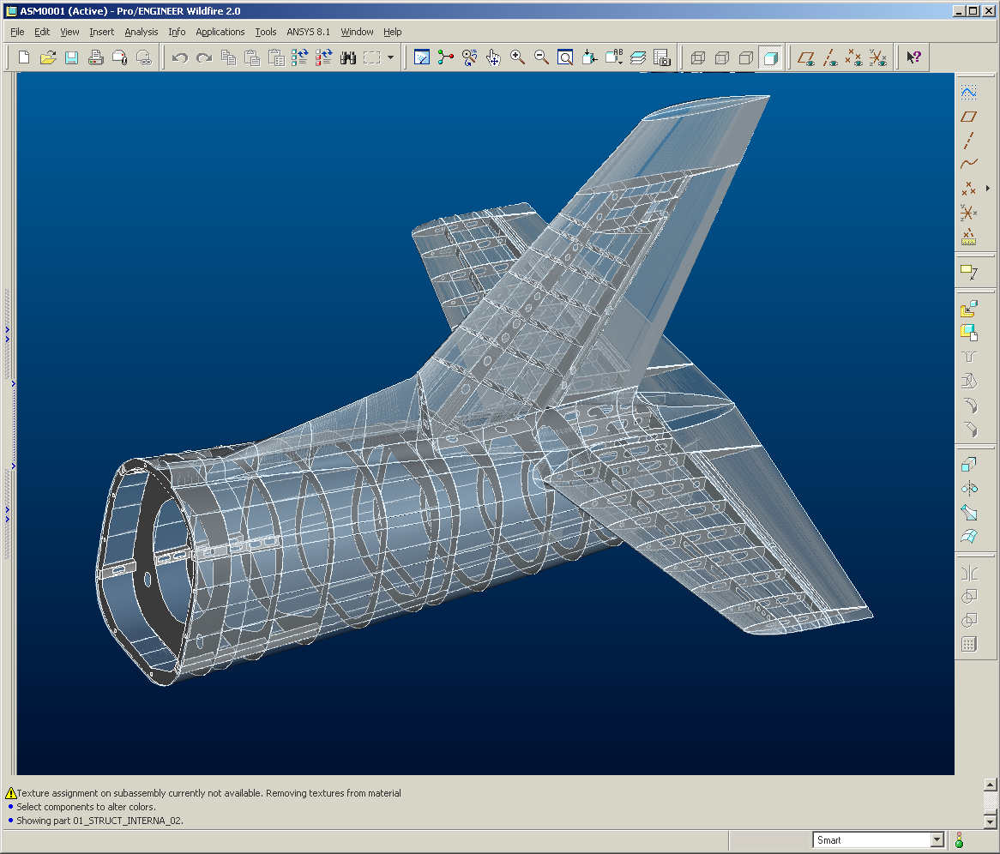 ASM0001 (Active) - Pro/ENGINEER Wildfire 2.0
File Edit View Insert Analysis Info Applications Tools ANSYS 8.1 Window Help
Texture assignment on subassembly currently not available. Removing textures from material
Select components to alter colors.
Showing part 01_STRUCT_INTERNA_02.
Smart